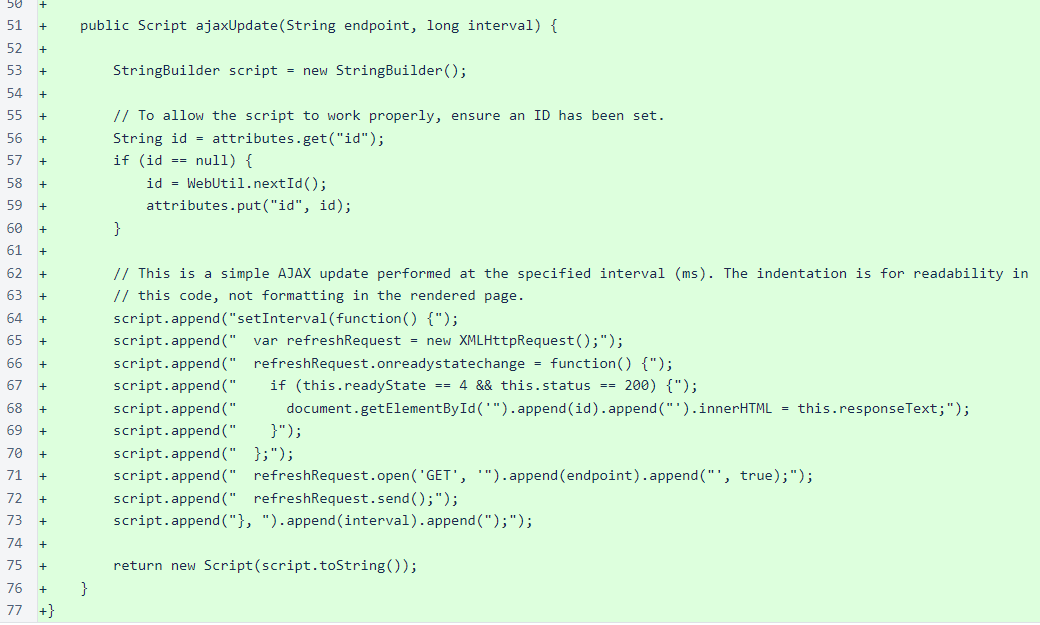 50 +
51 +     public Script ajaxUpdate(String endpoint, long interval) {
52 +
53 +         StringBuilder script = new StringBuilder();
54 +
55 +         // To allow the script to work properly, ensure an ID has been set.
56 +         String id = attributes.get("id");
57 +         if (id == null) {
58 +             id = WebUtil.nextId();
59 +             attributes.put("id", id);
60 +         }
61 +
62 +         // This is a simple AJAX update performed at the specified interval (ms). The indentation is for readability in
63 +         // this code, not formatting in the rendered page.
64 +         script.append("setInterval(function() {");
65 +         script.append("  var refreshRequest = new XMLHttpRequest();");
66 +         script.append("  refreshRequest.onreadystatechange = function() {");
67 +         script.append("    if (this.readyState == 4 && this.status == 200) {");
68 +         script.append("      document.getElementById('").append(id).append("').innerHTML = this.responseText;");
69 +         script.append("    }");
70 +         script.append("  };");
71 +         script.append("  refreshRequest.open('GET', '").append(endpoint).append("', true);");
72 +         script.append("  refreshRequest.send();");
73 +         script.append("}, ").append(interval).append(");");
74 +
75 +         return new Script(script.toString());
76 +     }
77 +}